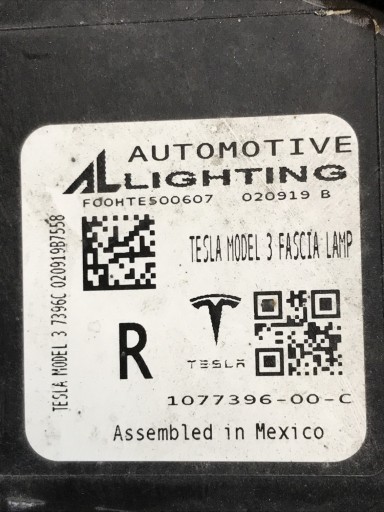 AUTOMOTIVE
AL LIGHTING
F00HTE500607 020919 B
TESLA MODEL 3 FASCIA LAMP
TESLA MODEL 3 7396C 020919B7558
R
TESLA
1077396-00-C
Assembled in Mexico